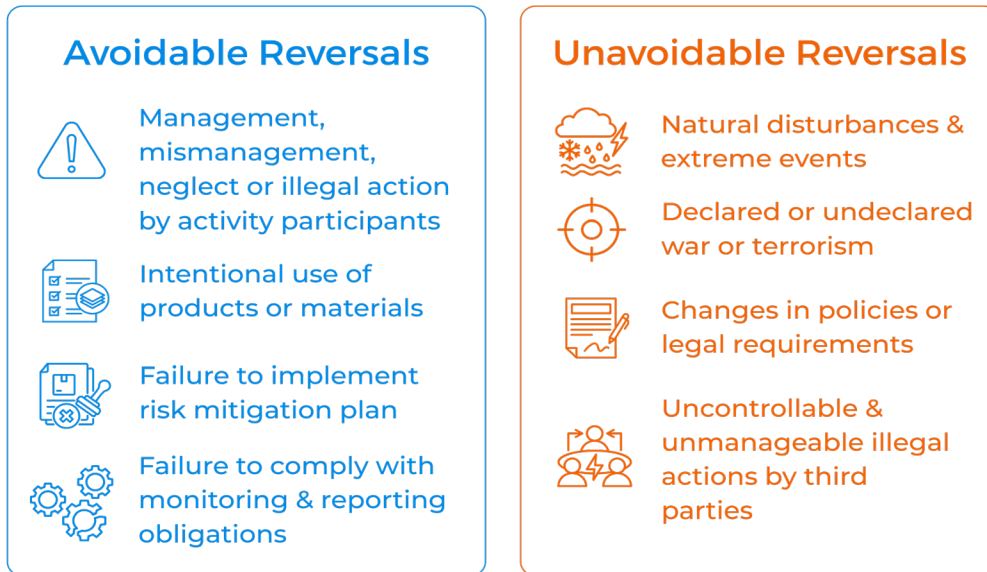 Avoidable Reversals
Management,
mismanagement,
neglect or illegal action
by activity participants
Intentional use of
products or materials
Failure to implement
risk mitigation plan
Failure to comply with
monitoring & reporting
obligations
Unavoidable Reversals
Natural disturbances &
extreme events
Declared or undeclared
war or terrorism
Changes in policies or
legal requirements
Uncontrollable &
unmanageable illegal
actions by third
parties